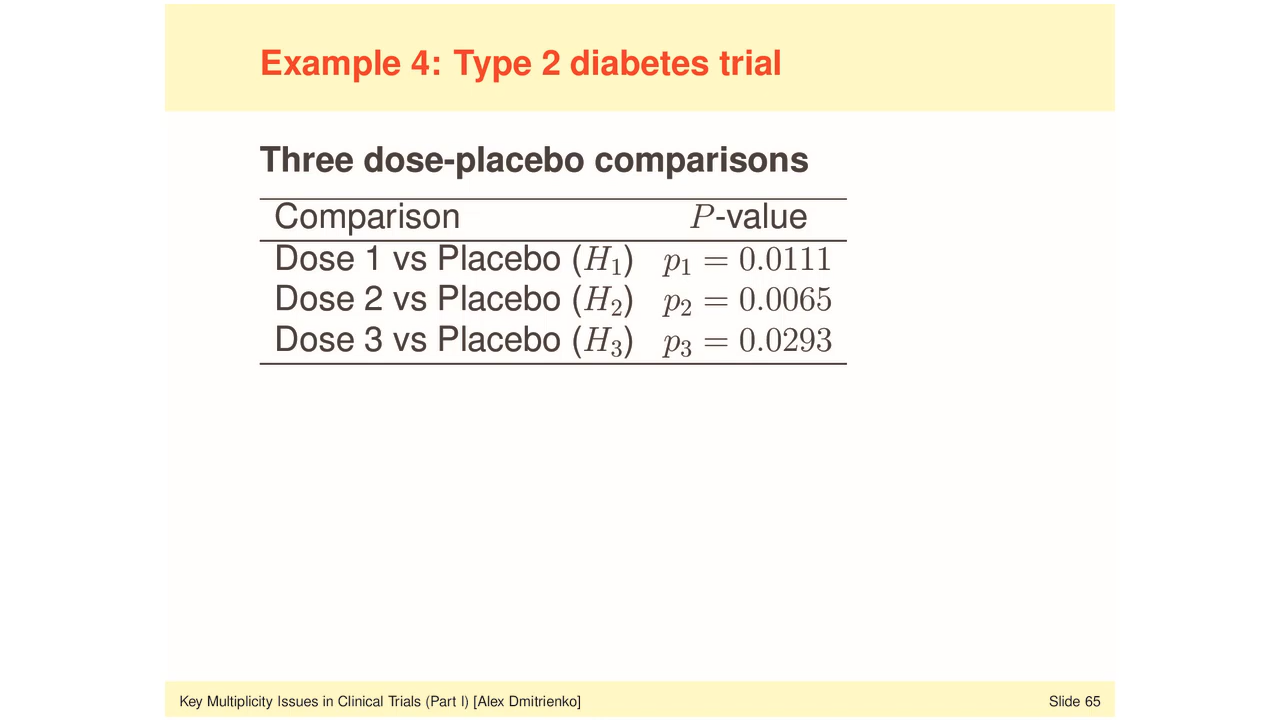 Example 4: Type 2 diabetes trial
Three dose-placebo comparisons
Comparison P-value
Dose 1 vs Placebo (H₁) p₁ = 0.0111
Dose 2 vs Placebo (H₂) p₂ = 0.0065
Dose 3 vs Placebo (H₃) p₃ = 0.0293
Key Multiplicity Issues in Clinical Trials (Part I) [Alex Dmitrienko] Slide 65